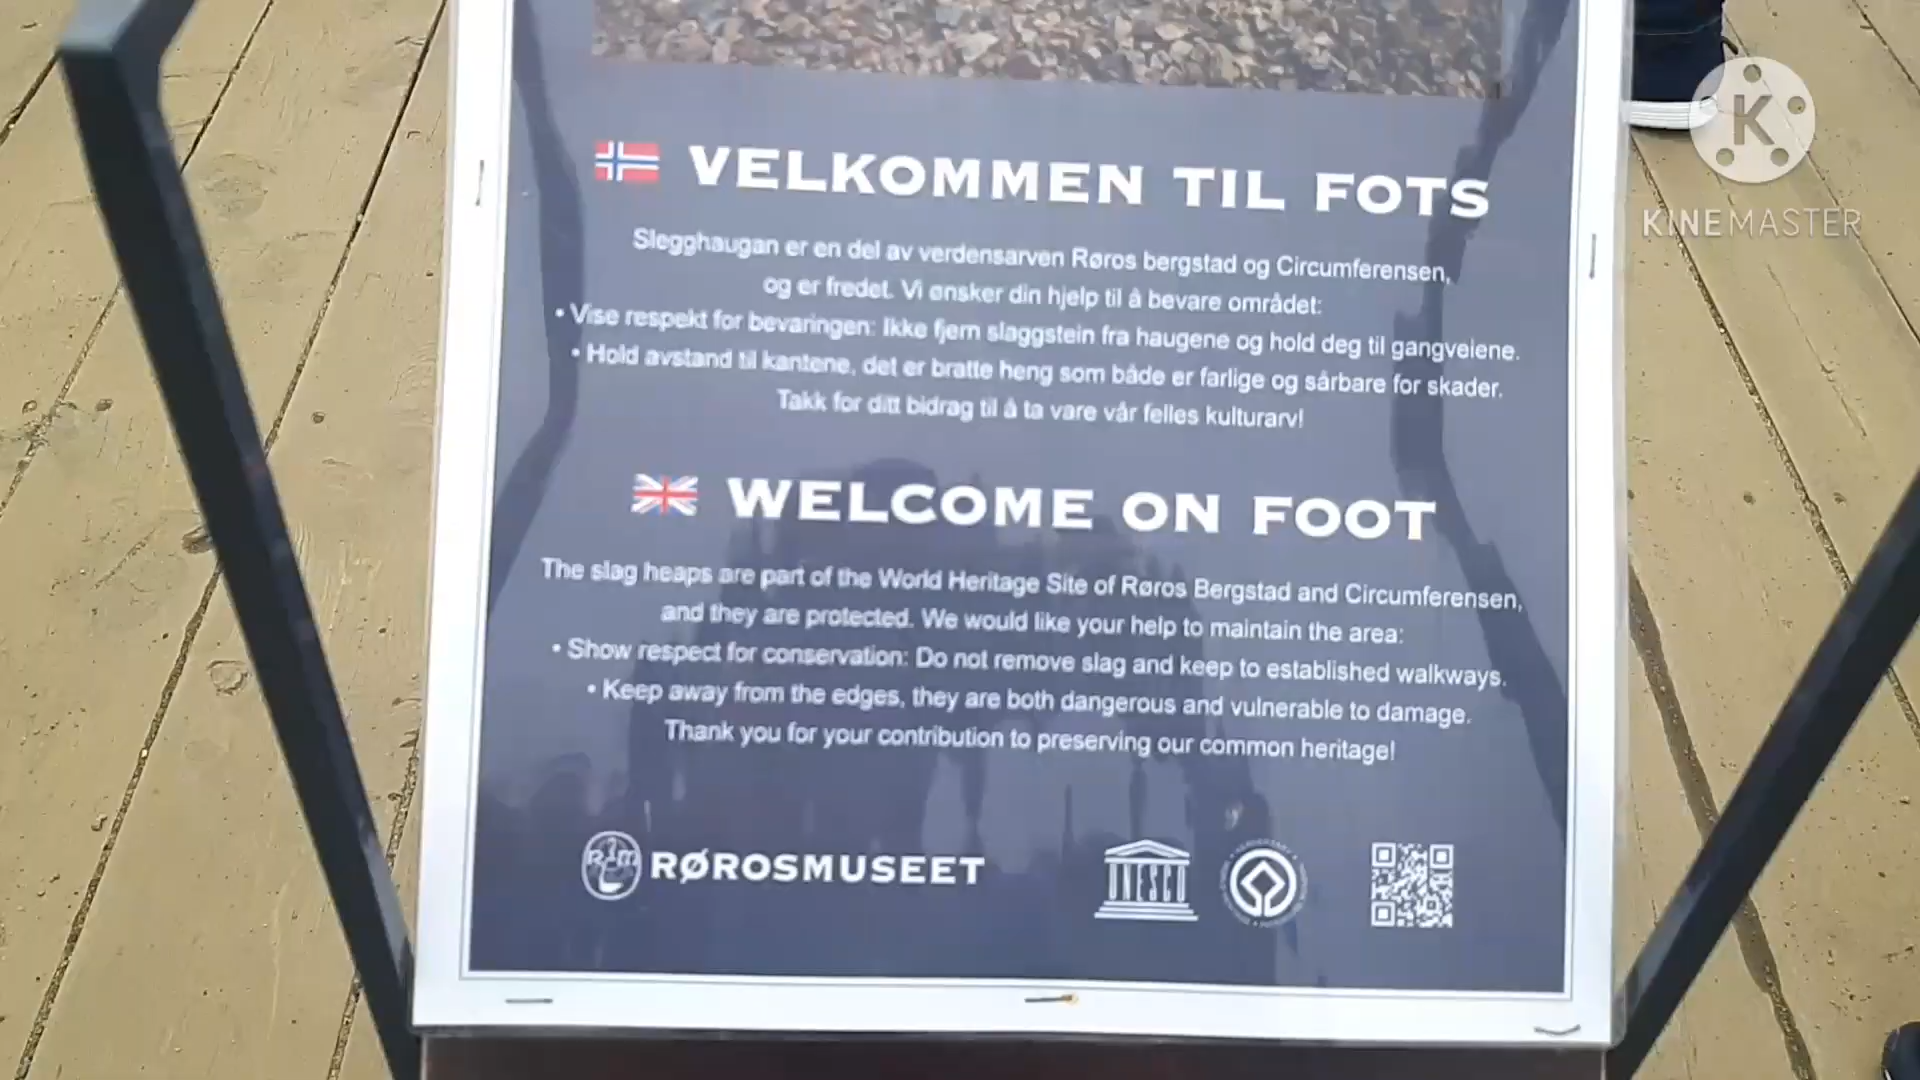 VELKOMMEN TIL FOTS
Slegghaugan er en del av verdensarven Røros bergstad og Circumferensen,
og er fredet. Vi ønsker din hjelp til å bevare området:
• Vise respekt for bevaringen: Ikke fjern slaggstein fra haugene og hold deg til gangveiene.
• Hold avstand til kantene, det er bratte heng som både er farlige og sårbare for skader.
Takk for ditt bidrag til å ta vare vår felles kulturarv!
WELCOME ON FOOT
The slag heaps are part of the World Heritage Site of Røros Bergstad and Circumferensen,
and they are protected. We would like your help to maintain the area:
• Show respect for conservation: Do not remove slag and keep to established walkways.
• Keep away from the edges, they are both dangerous and vulnerable to damage.
Thank you for your contribution to preserving our common heritage!
RØROSMUSEET
UNESCO
K
KINEMASTER